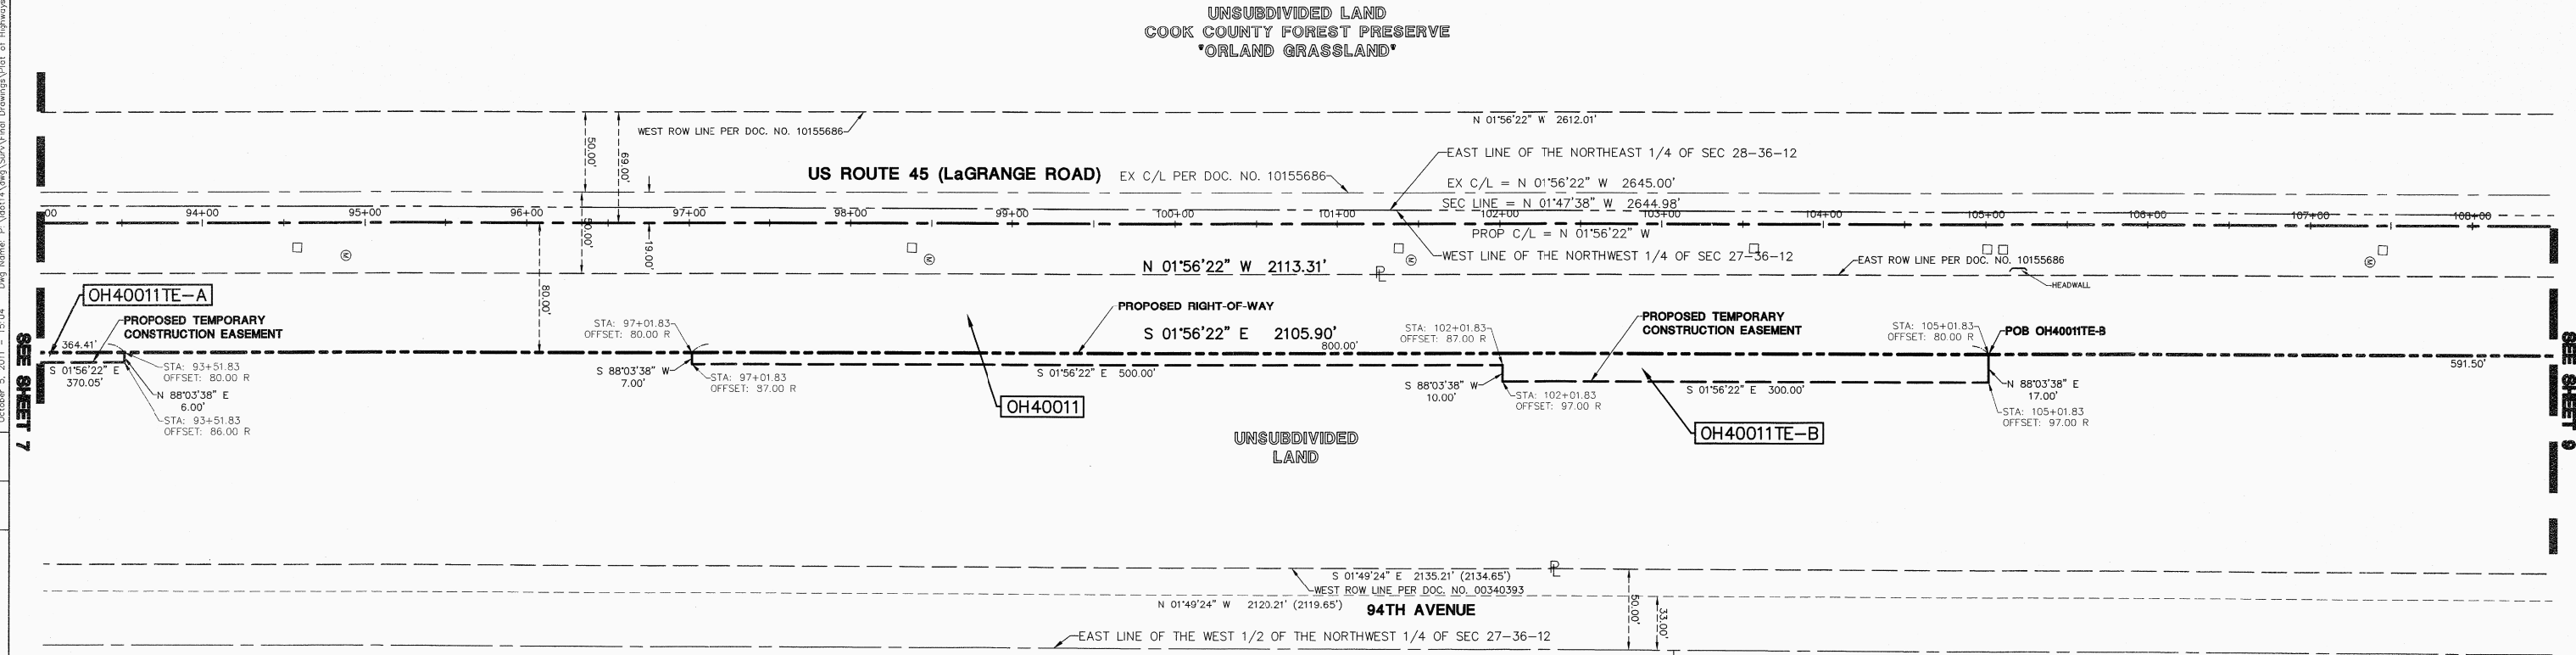 UNSUBDIVIDED LAND
COOK COUNTY FOREST PRESERVE
"ORLAND GRASSLAND"
N 01°56'22" W 2612.01'
WEST ROW LINE PER DOC. NO. 10155686
50.00'
69.00'
EAST LINE OF THE NORTHEAST 1/4 OF SEC 28-36-12
US ROUTE 45 (LaGRANGE ROAD)
EX C/L PER DOC. NO. 10155686
EX C/L = N 01°56'22" W 2645.00'
SEC LINE = N 01°47'38" W 2644.98'
00
94+00
95+00
96+00
97+00
98+00
99+00
100+00
101+00
102+00
103+00
104+00
105+00
106+00
107+00
108+00
PROP C/L = N 01°56'22" W
50.00'
19.00'
WEST LINE OF THE NORTHWEST 1/4 OF SEC 27-36-12
EAST ROW LINE PER DOC. NO. 10155686
N 01°56'22" W 2113.31'
PL
HEADWALL
OH40011TE-A
80.00'
PROPOSED RIGHT-OF-WAY
PROPOSED TEMPORARY
CONSTRUCTION EASEMENT
STA: 97+01.83
OFFSET: 80.00 R
S 01°56'22" E 2105.90'
800.00'
STA: 102+01.83
OFFSET: 87.00 R
PROPOSED TEMPORARY
CONSTRUCTION EASEMENT
STA: 105+01.83
OFFSET: 80.00 R
POB OH40011TE-B
SEE SHEET 7
364.41'
S 01°56'22" E
370.05'
STA: 93+51.83
OFFSET: 80.00 R
N 88°03'38" E
6.00'
STA: 93+51.83
OFFSET: 86.00 R
S 88°03'38" W
7.00'
STA: 97+01.83
OFFSET: 87.00 R
S 01°56'22" E 500.00'
S 88°03'38" W
10.00'
STA: 102+01.83
OFFSET: 97.00 R
S 01°56'22" E 300.00'
N 88°03'38" E
17.00'
STA: 105+01.83
OFFSET: 97.00 R
591.50'
SEE SHEET 9
OH40011
OH40011TE-B
UNSUBDIVIDED
LAND
PL
S 01°49'24" E 2135.21' (2134.65')
WEST ROW LINE PER DOC. NO. 00340393
N 01°49'24" W 2120.21' (2119.65')
94TH AVENUE
50.00'
33.00'
EAST LINE OF THE WEST 1/2 OF THE NORTHWEST 1/4 OF SEC 27-36-12
October 5, 2011 - 15:04